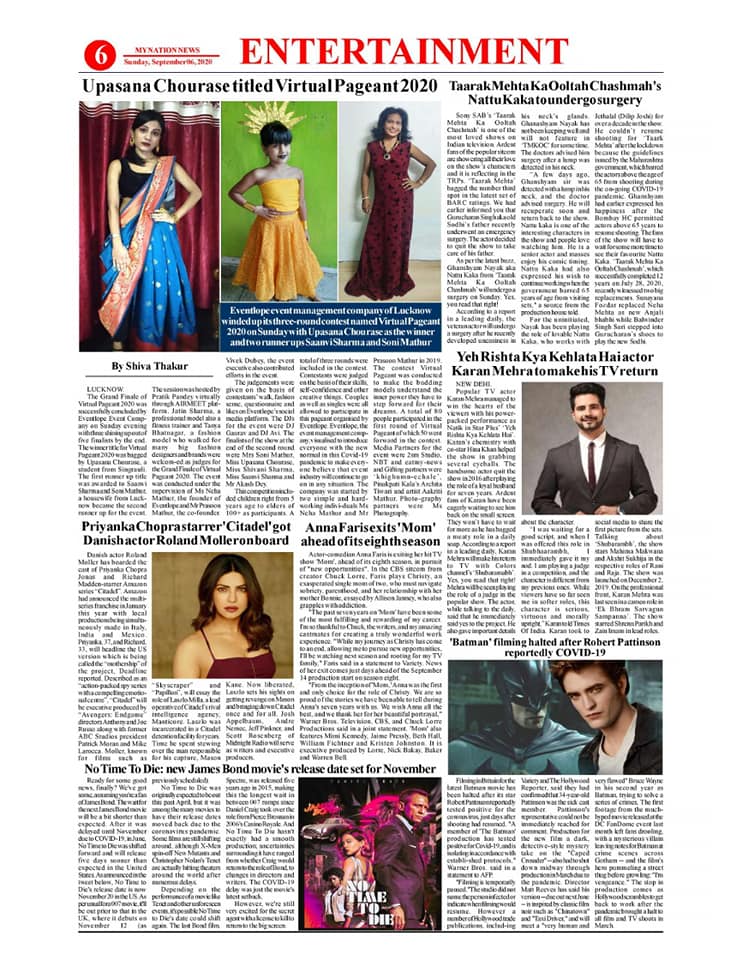 6
MYNATION NEWS
Sunday, September 06, 2020
ENTERTAINMENT
Upasana Chourase titled Virtual Pageant 2020
Eventlope event management company of Lucknow
winded up its three-round contest named Virtual Pageant
2020 on Sunday with Upasana Chourase as the winner
and two runner ups Saanvi Sharma and Soni Mathur
By Shiva Thakur
LUCKNOW.
The Grand Finale of
Virtual Pageant 2020 was
successfully concluded by
Eventlope Event Com-
pany on Sunday evening
with these shining squad of
five finalists by the end.
The winner title for Virtual
Pageant 2020 was bagged
by Upasana Chourase, a
student from Singrauli.
The first runner up title
was awarded to Saanvi
Sharma and Soni Mathur,
a housewife from Luck-
now became the second
runner up for the event.
The session was hosted by
Pratik Pandey virtually
through AIRMEET plat-
form. Jatin Sharma, a
professional model also a
fitness trainer and Tanya
Bhatnagar, a fashion
model who walked for
many big fashion
designers and brands were
welcomed as judges for
the Grand Finale of Virtual
Pageant 2020. The event
was conducted under the
supervision of Ms Neha
Mathur, the founder of
Eventlope and Mr Prasoon
Mathur, the co-founder.
Vivek Dubey, the event
executive also contributed
efforts in the event.
The judgements were
given on the basis of
contestants' walk, fashion
sense, questionnaire and
likes on Eventlope's social
media platform. The DJs
for the event were DJ
Gaurav and DJ Avi. The
finalists of the show at the
end of the second round
were Mrs Soni Mathur,
Miss Upasana Chourase,
Miss Shivani Sharma,
Miss Saanvi Sharma and
Mr Akash Dey.
This competition inclu-
ded children right from 5
years age to elders of
100+ as participants. A
total of three rounds were
included in the contest.
Contestants were judged
on the basis of their skills,
self-confidence and other
creative things. Couples
as well as singles were all
allowed to participate in
this pageant organised by
Eventlope. The event man-
agement company comp-
any visualised to introduce
everyone with the new
normal in this Covid-19
pandemic to make every-
one believe that event
industry will continue to go
on in any situation. The
company was started by
two simple and hard-
working individuals Ms
Neha Mathur and Mr
Prasoon Mathur in 2019.
The contest Virtual
Pageant was conducted
to make the budding
models understand the
inner power they have to
step forward for their
dreams. A total of 80
people participated in the
first round of Virtual
Pageant of which 50 went
forward in the contest.
Media Partners for the
event were 2sm Studio,
NBT and eatmy-news
and Gifting partners were
Pinakpani Kala's Archita
Tiwari and artist Aakriti
Mathur. Photo-graphy
partners were Ms
Photography.
Taarak Mehta Ka Ooltah Chashmah's
Nattu Kaka to undergo surgery
Sony SAB's 'Taarak
Mehta Ka Ooltah
Chashmah' is one of the
most loved shows on
Indian television. Ardent
fans of the popular sitcom
are showering all their love
on the show's characters
and it is reflecting in the
TRPs. 'Taarak Mehta'
bagged the number third
spot in the latest set of
BARC ratings. We had
earlier informed you that
Gurucharan Singh aka old
Sodhi's father recently
underwent an emergency
surgery. The actor decided
to quit the show to take
care of him.
As per the latest buzz,
Ghanshyam Nayak aka
Nattu Kaka from 'Taarak
Mehta Ka Ooltah
Chashmah' will undergo a
surgery on Sunday. Yes,
you read that right!
According to a report
in a leading daily, the
veteran actor will undergo
a surgery after he recently
developed uneasiness in
his neck's glands.
Ghanashyam Nayak has
not been keeping well and
will not feature in
'TMKOC' for some time.
The doctors advised him
surgery after a lump was
detected in his neck.
"A few days ago,
Ghanshyam sir was
detected with a lump in his
neck, and the doctor
advised surgery. He will
recuperate soon and
return back to the show.
Nattu kaka is one of the
interesting characters in
the show and people love
watching him. He is a
senior actor and masses
enjoy his comic timing.
Nattu Kaka had also
expressed his wish to
continue working when the
government barred 65
years of age from visiting
sets," a source from the
production house told.
For the uninitiated,
Nayak has been playing
the role of lovable Nattu
Kaka, who works with
Jethalal (Dilip Joshi) for
over a decade in the show.
He couldn't resume
shooting for 'Taark
Mehta' after the lockdown
because the guidelines
issued by the Maharashtra
government, which barred
the actors above the age of
65 from shooting during
the on-going COVID-19
pandemic. Ghanshyam
had earlier expressed his
happiness after the
Bombay HC permitted
actors above 65 years to
resume shooting. The fans
of the show will have to
wait for some more time to
see their favourite Nattu
Kaka. 'Taarak Mehta Ka
Ooltah Chashmah', which
successfully completed 12
years on July 28, 2020,
recently witnessed two big
replacements. Sunayana
Fozdar replaced Neha
Mehta as new Anjali
bhabhi while Balwinder
Singh Suri stepped into
Gurucharan's shoes to
play the new Sodhi.
Yeh Rishta Kya Kehlata Hai actor
Karan Mehra to make his TV return
NEW DELHI.
Popular TV actor
Karan Mehra managed to
win the hearts of the
viewers with his power-
packed performance as
Naitik in Star Plus' 'Yeh
Rishta Kya Kehlata Hai'.
Karan's chemistry with
co-star Hina Khan helped
the show in grabbing
several eyeballs. The
handsome actor quit the
show in 2016 after playing
the role of a loyal husband
for seven years. Ardent
fans of Karan have been
eagerly waiting to see him
back on the small screen.
They won't have to wait
for more as he has bagged
a meaty role in a daily
soap. According to a report
in a leading daily, Karan
Mehra will make his return
to TV with Colors
channel's 'Shubharambh'.
Yes, you read that right!
Mehra will be seen playing
the role of a judge in the
popular show. The actor,
while talking to the daily,
said that he immediately
said yes to the project. He
also gave important details
about the character.
"I was waiting for a
good script, and when I
was offered this role in
Shubhaarambh, I
immediately gave it my
nod. I am playing a judge
in a competition, and the
character is different from
my previous ones. While
viewers have so far seen
me in softer roles, this
character is serious,
virtuous and morally
upright," Karan told Times
Of India. Karan took to
social media to share the
first picture from the sets.
Talking about
'Shubarambh', the show
stars Mahima Makwana
and Akshit Sukhija in the
respective roles of Rani
and Raja. The show was
launched on December 2,
2019. On the professional
front, Karan Mehra was
last seen in a cameo role in
'Ek Bhram Sarvagun
Sampanna'. The show
starred Shrenu Parikh and
Zain Imam in lead roles.
Priyanka Chopra starrer 'Citadel' got
Danish actor Roland Moller on board
Danish actor Roland
Moller has boarded the
cast of Priyanka Chopra
Jonas and Richard
Madden-starrer Amazon
series "Citadel". Amazon
had announced the multi-
series franchise in January
this year with local
productions being simulta-
neously made in Italy,
India and Mexico.
Priyanka, 37, and Richard,
33, will headline the US
version which is being
called the "mothership" of
the project, Deadline
reported. Described as an
"action-packed spy series
with a compelling emotio-
nal centre", "Citadel" will
be executive produced by
"Avengers: Endgame"
directors Anthony and Joe
Russo along with former
ABC Studios president
Patrick Moran and Mike
Larocca. Moller, known
for films such as
"Skyscraper" and
"Papillon", will essay the
role of Laszlo Milla, a lead
operative of Citadel's rival
intelligence agency,
Manticore. Laszlo was
incarcerated in a Citadel
detention facility for years.
Time he spent stewing
over the man responsible
for his capture, Mason
Kane. Now liberated,
Laszlo sets his sights on
getting revenge on Mason
and bringing down Citadel
once and for all. Josh
Appelbaum, Andre
Nemec, Jeff Pinkner, and
Scott Rosenberg of
Midnight Radio will serve
as writers and executive
producers.
Anna Faris exits 'Mom'
ahead of its eighth season
Actor-comedian Anna Faris is exiting her hit TV
show "Mom', ahead of its eighth season, in pursuit
of "new opportunities". In the CBS sitcom from
creator Chuck Lorre, Faris plays Christy, an
exasperated single mom of two, who must navigate
sobriety, parenthood, and her relationship with her
mother Bonnie, essayed by Allison Janney, who also
grapples with addiction.
"The past seven years on "Mom' have been some
of the most fulfilling and rewarding of my career.
I'm so thankful to Chuck, the writers, and my amazing
castmates for creating a truly wonderful work
experience. "While my journey as Christy has come
to an end, allowing me to pursue new opportunities,
I'll be watching next season and rooting for my TV
family," Faris said in a statement to Variety. News
of her exit comes just days ahead of the September
14 production start on season eight.
"From the inception of "Mom,' Anna was the first
and only choice for the role of Christy. We are so
proud of the stories we have been able to tell during
Anna's seven years with us. We wish Anna all the
best, and we thank her for her beautiful portrayal,"
Warner Bros. Television, CBS, and Chuck Lorre
Productions said in a joint statement. 'Mom' also
features Mimi Kennedy, Jaime Pressly, Beth Hall,
William Fichtner and Kristen Johnston. It is
executive produced by Lorre, Nick Bakay, Baker
and Warren Bell.
'Batman' filming halted after Robert Pattinson
reportedly COVID-19
Filming in Britain for the
latest Batman movie has
been halted after its star
Robert Pattinson reportedly
tested positive for the
coronavirus, just days after
shooting had resumed. "A
member of 'The Batman'
production has tested
positive for Covid-19, and is
isolating in accordance with
established protocols,"
Warner Bros. said in a
statement to AFP.
"Filming is temporarily
paused." The studio did not
name the person infected or
indicate when filming would
resume. However a
number of Hollywood trade
publications, including
Variety and The Hollywood
Reporter, said they had
confirmed that 34-year-old
Pattinson was the sick cast
member. Pattinson's
representative could not be
immediately reached for
comment. Production for
the new film a dark,
detective-style mystery
take on the "Caped
Crusader" —also had to shut
down midway through
production in March due to
the pandemic. Director
Matt Reeves has said his
version —due out next June
—is inspired by classic film
noir such as "Chinatown"
and "Taxi Driver," and will
meet a "very human" and "
very flawed" Bruce Wayne
in his second year as
Batman, trying to solve a
series of crimes. The first
footage from the much-
hyped movie released at the
DC FanDome event last
month left fans drooling,
with a mysterious villain
leaving notes for Batman at
crime scenes across
Gotham — and the film's
hero pummeling a street
thug before growling: "I'm
vengeance." The stop in
production comes as
Hollywood scrambles to get
back to work after the
pandemic brought a halt to
all film and TV shoots in
March.
No Time To Die: new James Bond movie's release date set for November
Ready for some good
news, finally? We've got
some, assuming you're a fan
of James Bond. The wait for
the next James Bond movie
will be a bit shorter than
expected. After it was
delayed until November
due to COVID-19, in June,
No Time to Die was shifted
forward and will release
five days sooner than
expected in the United
States. As announced in the
tweet below, No Time to
Die's release date is now
November 20 in the US. As
per usual for a 007 movie, it'll
be out prior to that in the
UK, where it debuts on
November 12 (as
previously scheduled)
No Time to Die was
originally expected to be out
this past April, but it was
among the many movies to
have their release dates
moved back due to the
coronavirus pandemic.
Some films are still shifting
around, although X-Men
spin-off New Mutants and
Christopher Nolan's Tenet
are actually hitting theaters
around the world after
numerous delays.
Depending on the
performance of a movie like
Tenet and other unforeseen
events, it's possible No Time
to Die's date could shift
again. The last Bond film,
Spectre, was released five
years ago in 2015, making
this the longest wait in
between 007 romps since
Daniel Craig took over the
role from Pierce Brosnan in
2006's Casino Royale. And
No Time To Die hasn't
exactly had a smooth
production; uncertainties
surrounding it have ranged
from whether Craig would
return to the role of Bond, to
changes in directors and
writers. The COVID-19
delay was just the movie's
latest setback.
However, we're still
very excited for the secret
agent with a license to kill to
return to the big screen.
NO
TIME
TO DIE